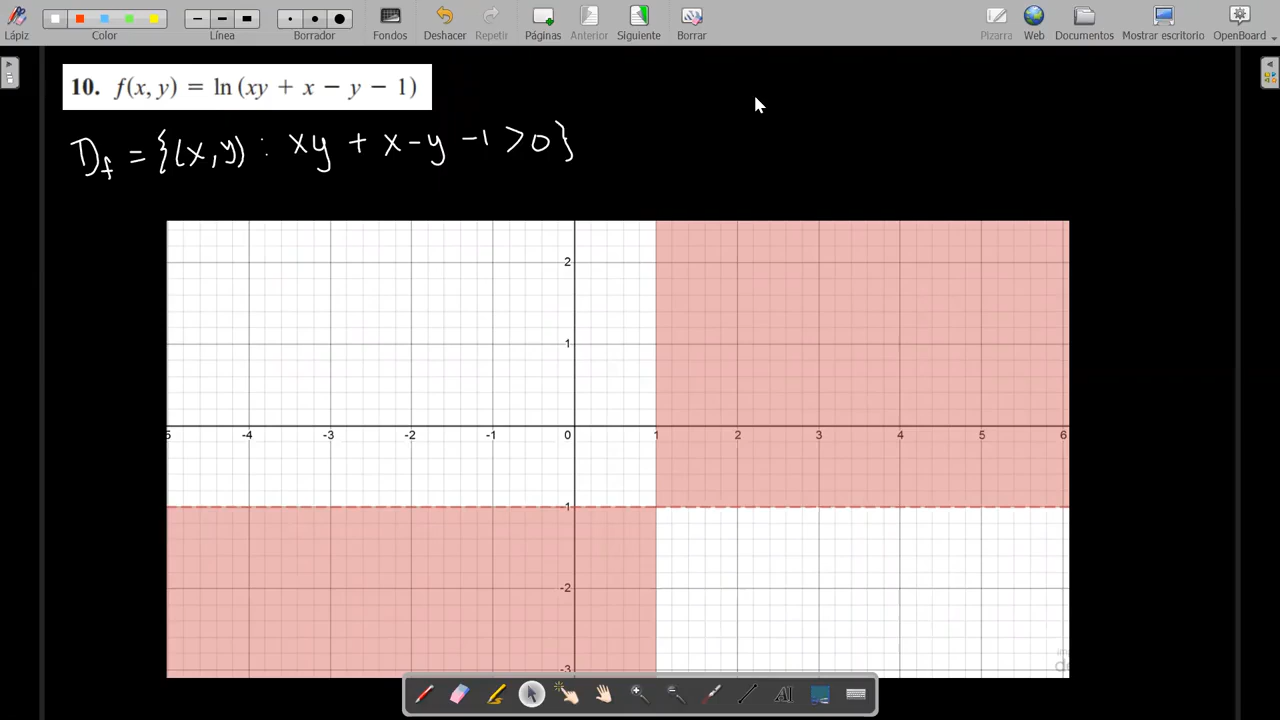 Lápiz Color Línea Borrador Fondos Deshacer Repetir Páginas Anterior Siguiente Borrar Pizarra Web Documentos Mostrar escritorio OpenBoard
10. f(x, y) = ln (xy + x − y − 1)
D_f = {(x,y) : xy + x - y - 1 > 0}
2
1
5 -4 -3 -2 -1 0 1 2 3 4 5 6
-1
-2
-3
AI